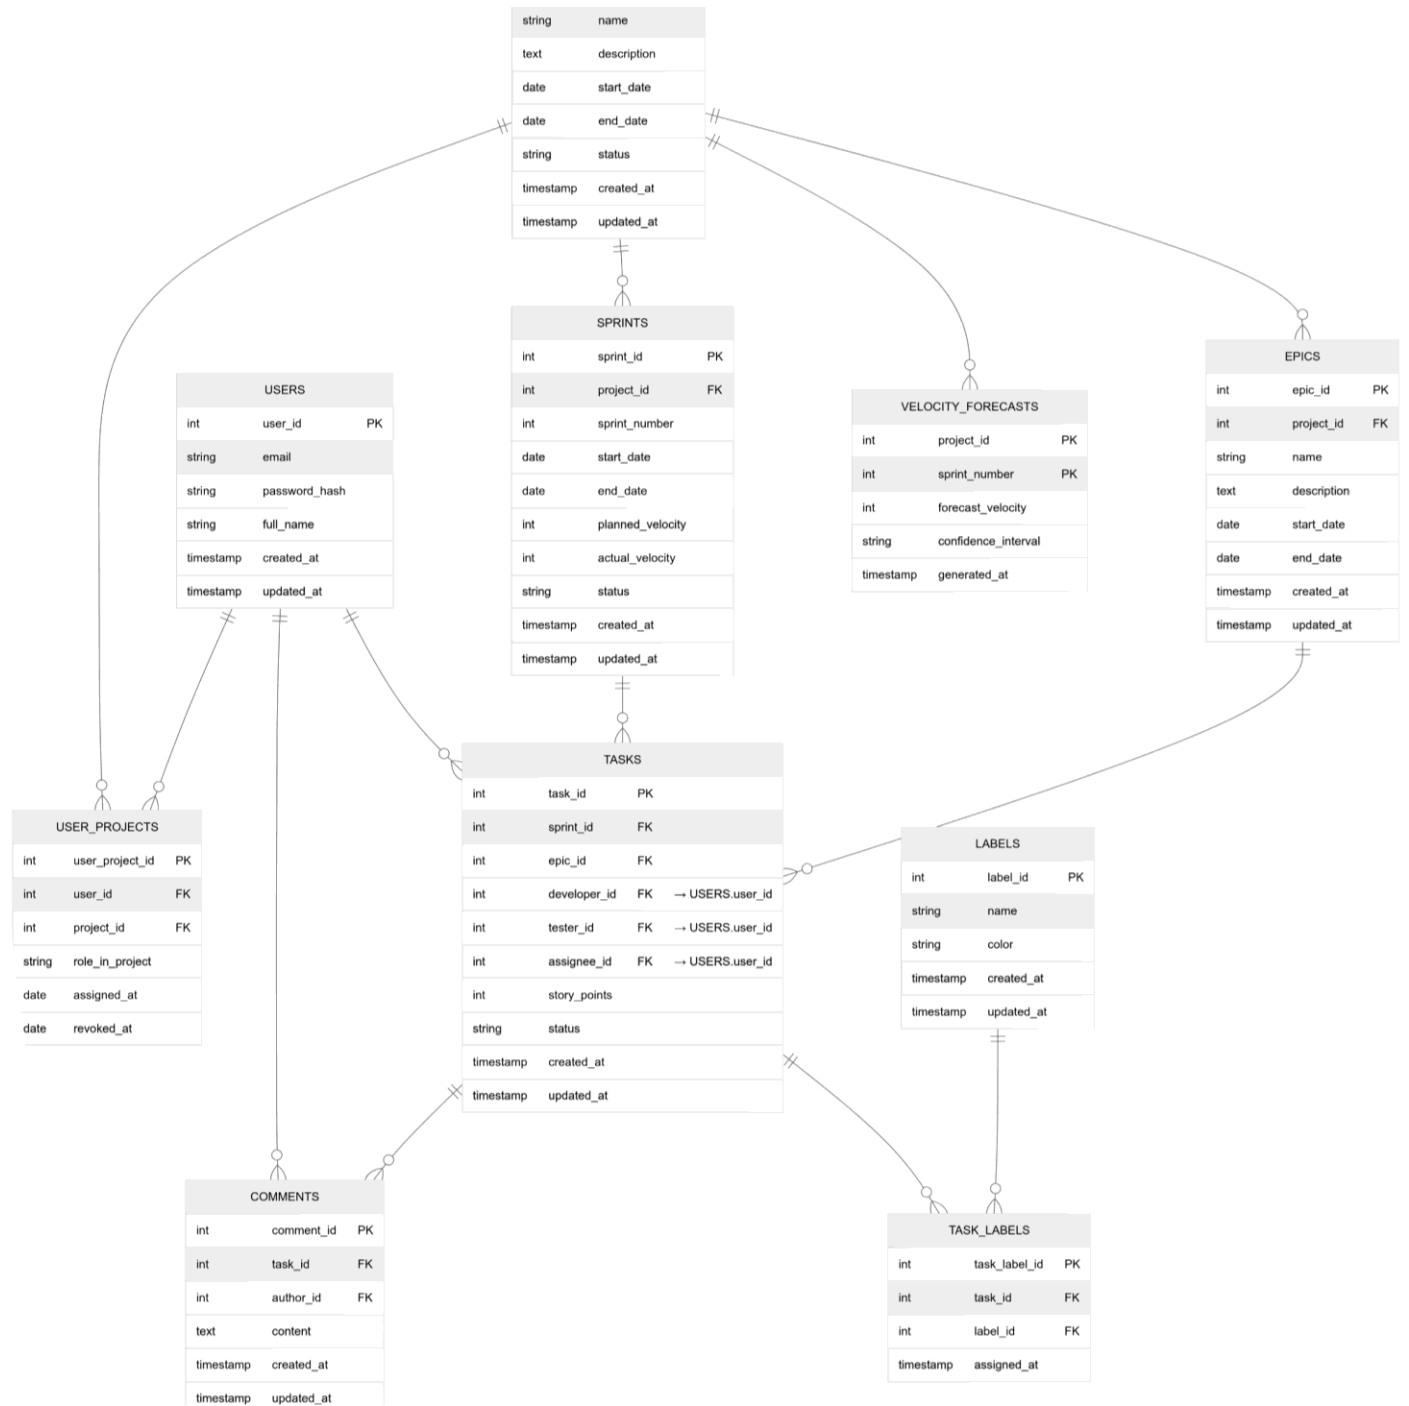 string name
text description
date start_date
date end_date
string status
timestamp created_at
timestamp updated_at
SPRINTS
int sprint_id PK
int project_id FK
int sprint_number
date start_date
date end_date
int planned_velocity
int actual_velocity
string status
timestamp created_at
timestamp updated_at
EPICS
int epic_id PK
int project_id FK
string name
text description
date start_date
date end_date
timestamp created_at
timestamp updated_at
USERS
int user_id PK
string email
string password_hash
string full_name
timestamp created_at
timestamp updated_at
VELOCITY_FORECASTS
int project_id PK
int sprint_number PK
int forecast_velocity
string confidence_interval
timestamp generated_at
TASKS
int task_id PK
int sprint_id FK
int epic_id FK
int developer_id FK → USERS.user_id
int tester_id FK → USERS.user_id
int assignee_id FK → USERS.user_id
int story_points
string status
timestamp created_at
timestamp updated_at
USER_PROJECTS
int user_project_id PK
int user_id FK
int project_id FK
string role_in_project
date assigned_at
date revoked_at
LABELS
int label_id PK
string name
string color
timestamp created_at
timestamp updated_at
COMMENTS
int comment_id PK
int task_id FK
int author_id FK
text content
timestamp created_at
timestamp updated_at
TASK_LABELS
int task_label_id PK
int task_id FK
int label_id FK
timestamp assigned_at